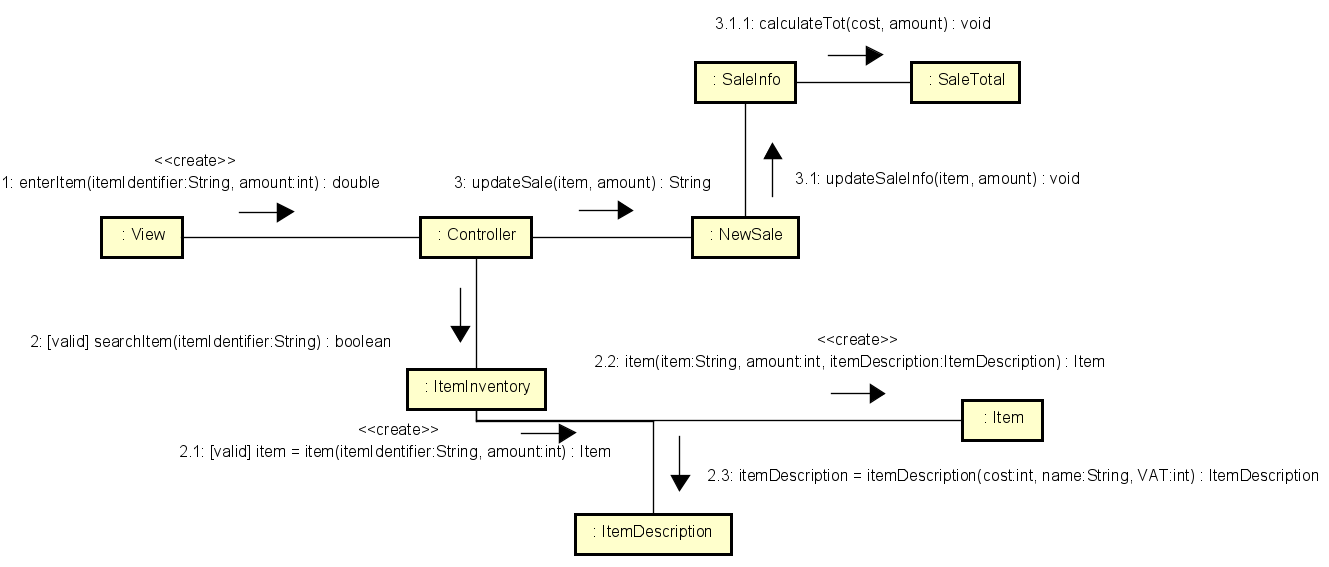 3.1.1: calculateTot(cost, amount) : void
: SaleInfo
: SaleTotal
<<create>>
1: enterItem(itemIdentifier:String, amount:int) : double
3: updateSale(item, amount) : String
3.1: updateSaleInfo(item, amount) : void
: View
: Controller
: NewSale
2: [valid] searchItem(itemIdentifier:String) : boolean
<<create>>
2.2: item(item:String, amount:int, itemDescription:ItemDescription) : Item
: ItemInventory
: Item
<<create>>
2.1: [valid] item = item(itemIdentifier:String, amount:int) : Item
2.3: itemDescription = itemDescription(cost:int, name:String, VAT:int) : ItemDescription
: ItemDescription